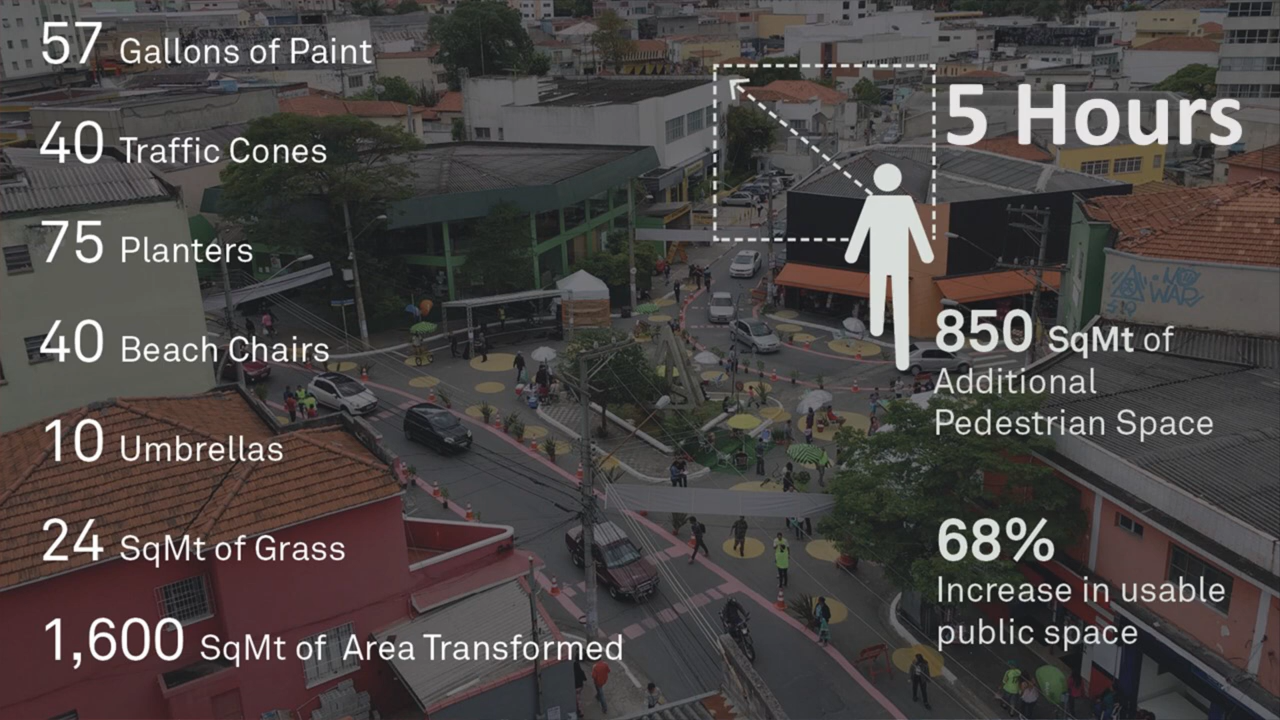 57 Gallons of Paint
40 Traffic Cones
75 Planters
40 Beach Chairs
10 Umbrellas
24 SqMt of Grass
1,600 SqMt of Area Transformed
5 Hours
850 SqMt of
Additional
Pedestrian Space
68%
Increase in usable
public space